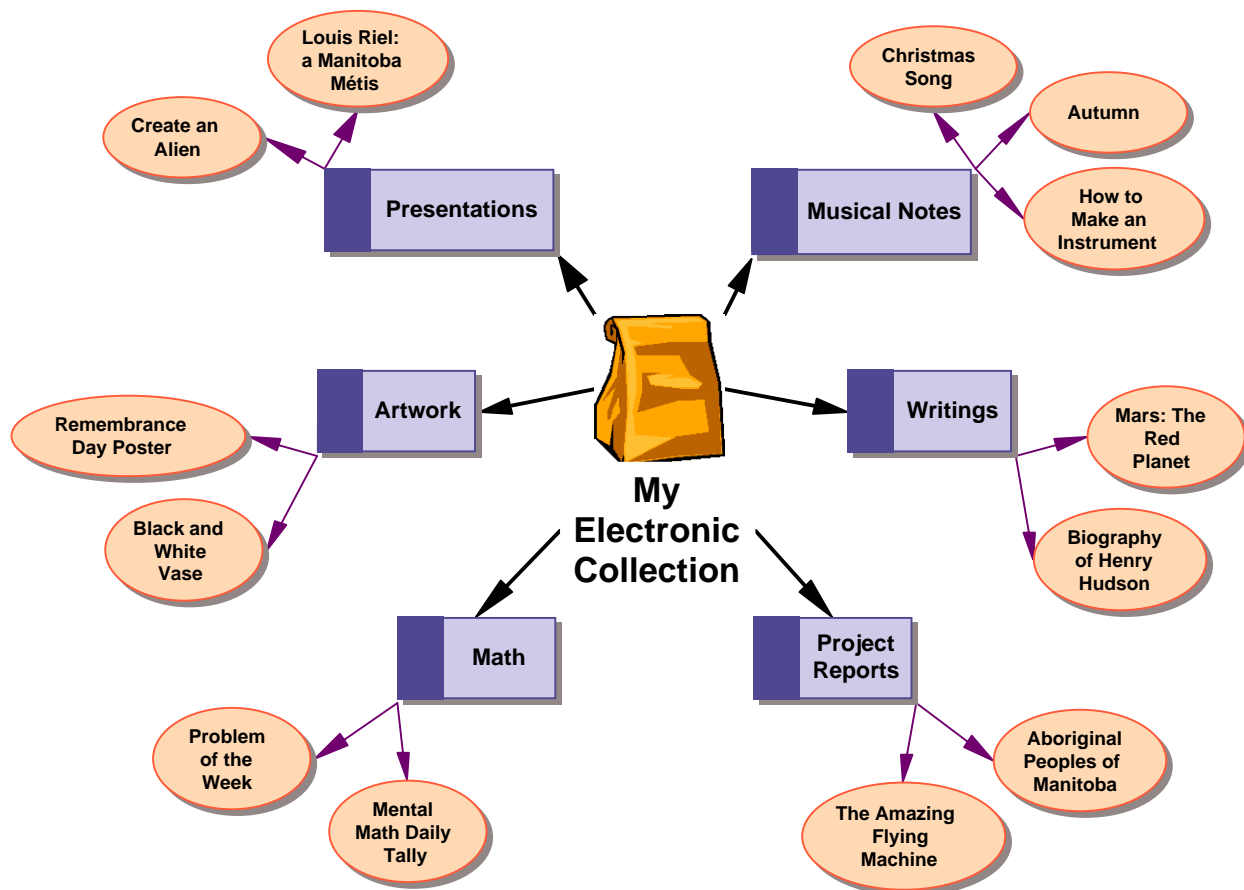 Louis Riel:
a Manitoba
Métis
Create an
Alien
Presentations
Christmas
Song
Autumn
How to
Make an
Instrument
Musical Notes
Artwork
Remembrance
Day Poster
Black and
White
Vase
Writings
Mars: The
Red
Planet
Biography
of Henry
Hudson
My
Electronic
Collection
Math
Problem
of the
Week
Mental
Math Daily
Tally
Project
Reports
Aboriginal
Peoples of
Manitoba
The Amazing
Flying
Machine